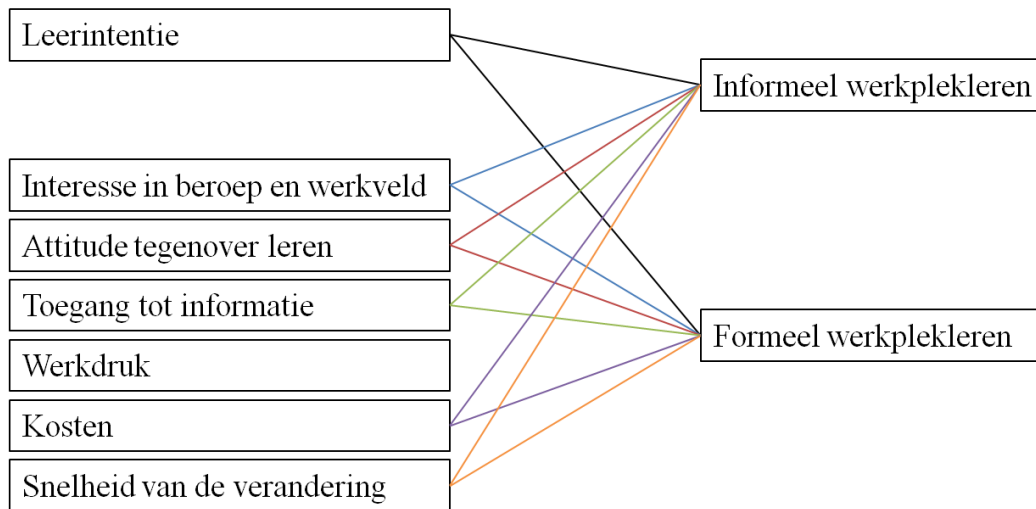 Leerintentie
Informeel werkplekleren
Interesse in beroep en werkveld
Attitude tegenover leren
Toegang tot informatie
Formeel werkplekleren
Werkdruk
Kosten
Snelheid van de verandering